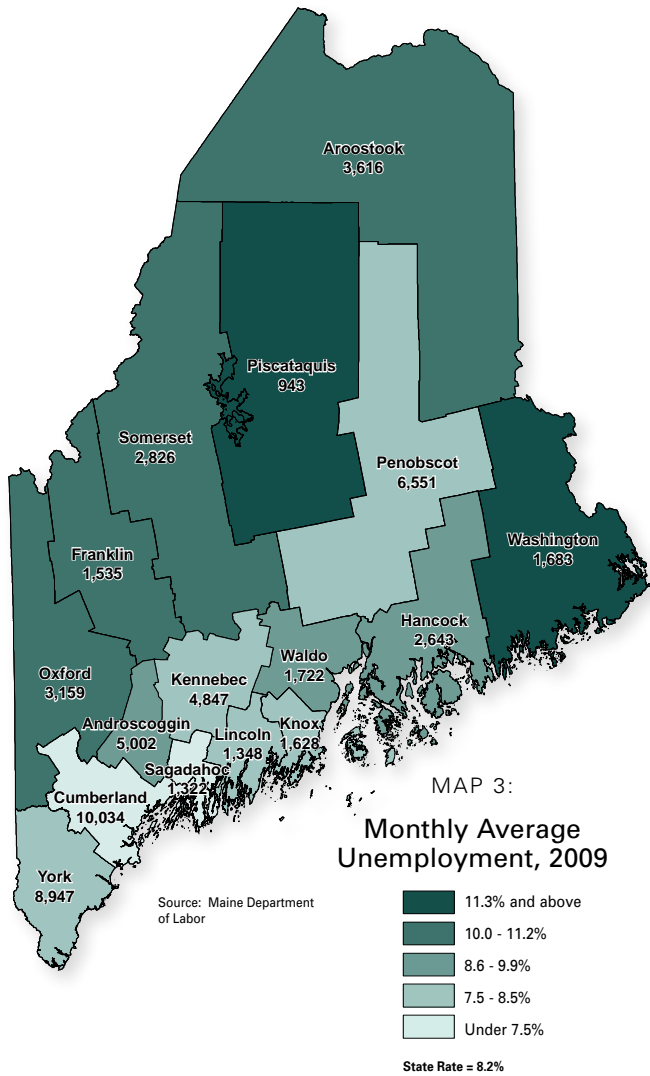 Aroostook
3,616
Piscataquis
943
Somerset
2,826
Penobscot
6,551
Washington
1,683
Franklin
1,535
Hancock
2,643
Waldo
1,722
Oxford
3,159
Kennebec
4,847
Androscoggin
5,002
Lincoln
1,348
Knox
1,628
Sagadahoc
1,322
Cumberland
10,034
York
8,947
MAP 3:
Monthly Average
Unemployment, 2009
Source: Maine Department
of Labor
11.3% and above
10.0 - 11.2%
8.6 - 9.9%
7.5 - 8.5%
Under 7.5%
State Rate = 8.2%